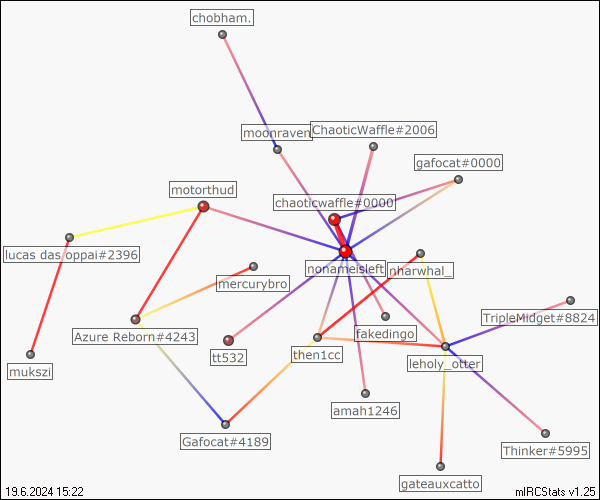 chobham.
moonraven
ChaoticWaffle#2006
gafocat#0000
motorthud
chaoticwaffle#0000
lucas das oppai#2396
nonameisleft
nharwhal_
mercurybro
fakedingo
TripleMidget#8824
Azure Reborn#4243
tt532
then1cc
leholy_otter
mukszi
amah1246
Gafocat#4189
Thinker#5995
gateauxcatto
19.6.2024 15:22
mIRCStats v1.25